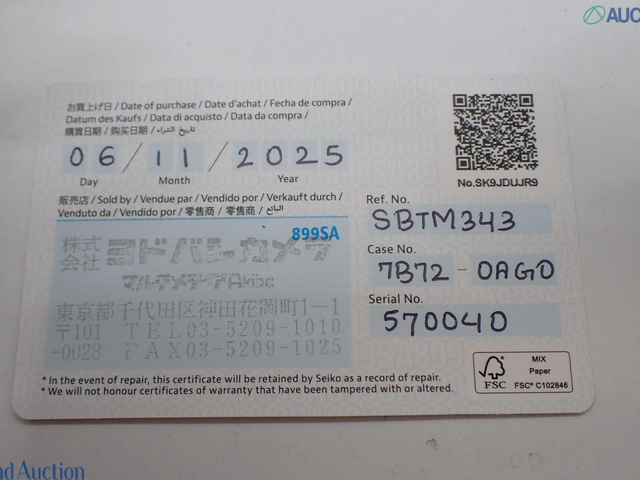 AUC
お買上げ日 / Date of purchase / Date d'achat / Fecha de compra /
Datum des Kaufs / Data di acquisto / Data da compra /
購買日期 / 购买日期 / تاريخ الشراء
06 / 11 / 2025
Day Month Year
販売店 / Sold by / Vendue par / Vendido por / Verkauft durch /
Venduto da / Vendido por / 零售商 / 零售商 / البائع
899SA
株式会社 ヨドバシカメラ
マルチメディアAkiba
東京都千代田区神田花岡町1-1
〒101 TEL03-5209-1010
-0028 FAX03-5209-1025
No.SK9JDUJR9
Ref. No.
SBTM343
Case No.
7B72 - 0AG0
Serial No.
570040
* In the event of repair, this certificate will be retained by Seiko as a record of repair.
* We will not honour certificates of warranty that have been tampered with or altered.
FSC
MIX
Paper
FSC® C102846
nd Auction